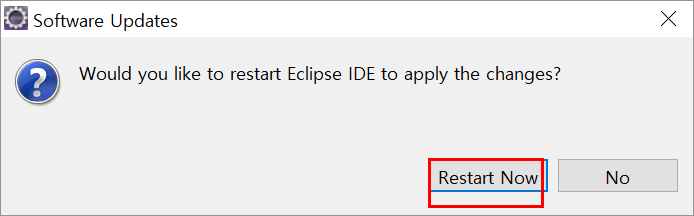 Software Updates
Would you like to restart Eclipse IDE to apply the changes?
Restart Now
No